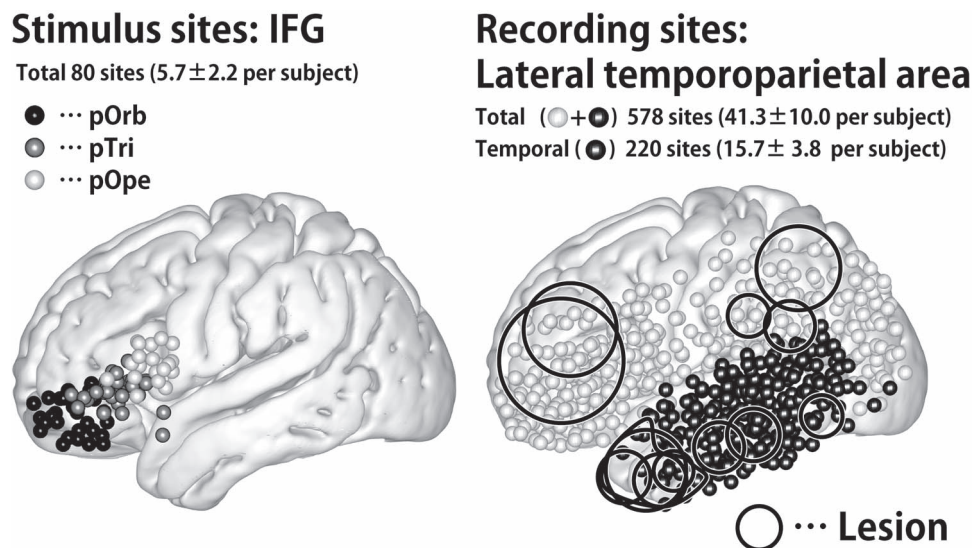 Stimulus sites: IFG
Total 80 sites (5.7±2.2 per subject)
● ··· pOrb
● ··· pTri
○ ··· pOpe
Recording sites:
Lateral temporoparietal area
Total (○+●) 578 sites (41.3±10.0 per subject)
Temporal (●) 220 sites (15.7± 3.8 per subject)
○ ··· Lesion